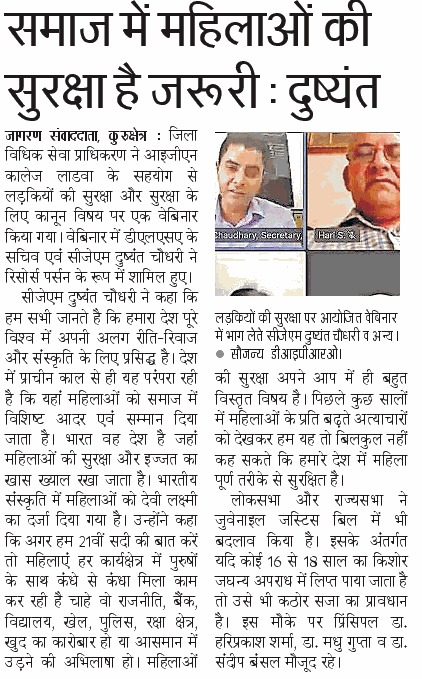 समाज में महिलाओं की
सुरक्षा है जरूरी : दुष्यंत
जागरण संवाददाता, कुरुक्षेत्र : जिला
विधिक सेवा प्राधिकरण ने आइजीएन
कालेज लाडवा के सहयोग से
लड़कियों की सुरक्षा और सुरक्षा के
लिए कानून विषय पर एक वेबिनार
किया गया। वेबिनार में डीएलएसए के
सचिव एवं सीजेएम दुष्यंत चौधरी ने
रिसोर्स पर्सन के रूप में शामिल हुए।
सीजेएम दुष्यंत चौधरी ने कहा कि
हम सभी जानते है कि हमारा देश पूरे
विश्व में अपनी अलग रीति-रिवाज
और संस्कृति के लिए प्रसिद्ध है। देश
में प्राचीन काल से ही यह परंपरा रही
है कि यहां महिलाओं को समाज में
विशिष्ट आदर एवं सम्मान दिया
जाता है। भारत वह देश है जहां
महिलाओं की सुरक्षा और इज्जत का
खास ख्याल रखा जाता है। भारतीय
संस्कृति में महिलाओं को देवी लक्ष्मी
का दर्जा दिया गया है। उन्होंने कहा
कि अगर हम 21वीं सदी की बात करें
तो महिलाएं हर कार्यक्षेत्र में पुरुषों
के साथ कंधे से कंधा मिला काम
कर रही है चाहे वो राजनीति, बैंक,
विद्यालय, खेल, पुलिस, रक्षा क्षेत्र,
खुद का कारोबार हो या आसमान में
उड़ने की अभिलाषा हो। महिलाओं
Chaudhary, Secretary,
Hari S.
लड़कियों की सुरक्षा पर आयोजित वेबिनार
में भाग लेते सीजेएम दुष्यंत चौधरी व अन्य।
● सौजन्य डीआइपीआरओ।
की सुरक्षा अपने आप में ही बहुत
विस्तृत विषय है। पिछले कुछ सालों
में महिलाओं के प्रति बढ़ते अत्याचारों
को देखकर हम यह तो बिलकुल नहीं
कह सकते कि हमारे देश में महिला
पूर्ण तरीके से सुरक्षित है।
लोकसभा और राज्यसभा ने
जुवेनाइल जस्टिस बिल में भी
बदलाव किया है। इसके अंतर्गत
यदि कोई 16 से 18 साल का किशोर
जघन्य अपराध में लिप्त पाया जाता है
तो उसे भी कठोर सजा का प्रावधान
है। इस मौके पर प्रिंसिपल डा.
हरिप्रकाश शर्मा, डा. मधु गुप्ता व डा.
संदीप बंसल मौजूद रहे।